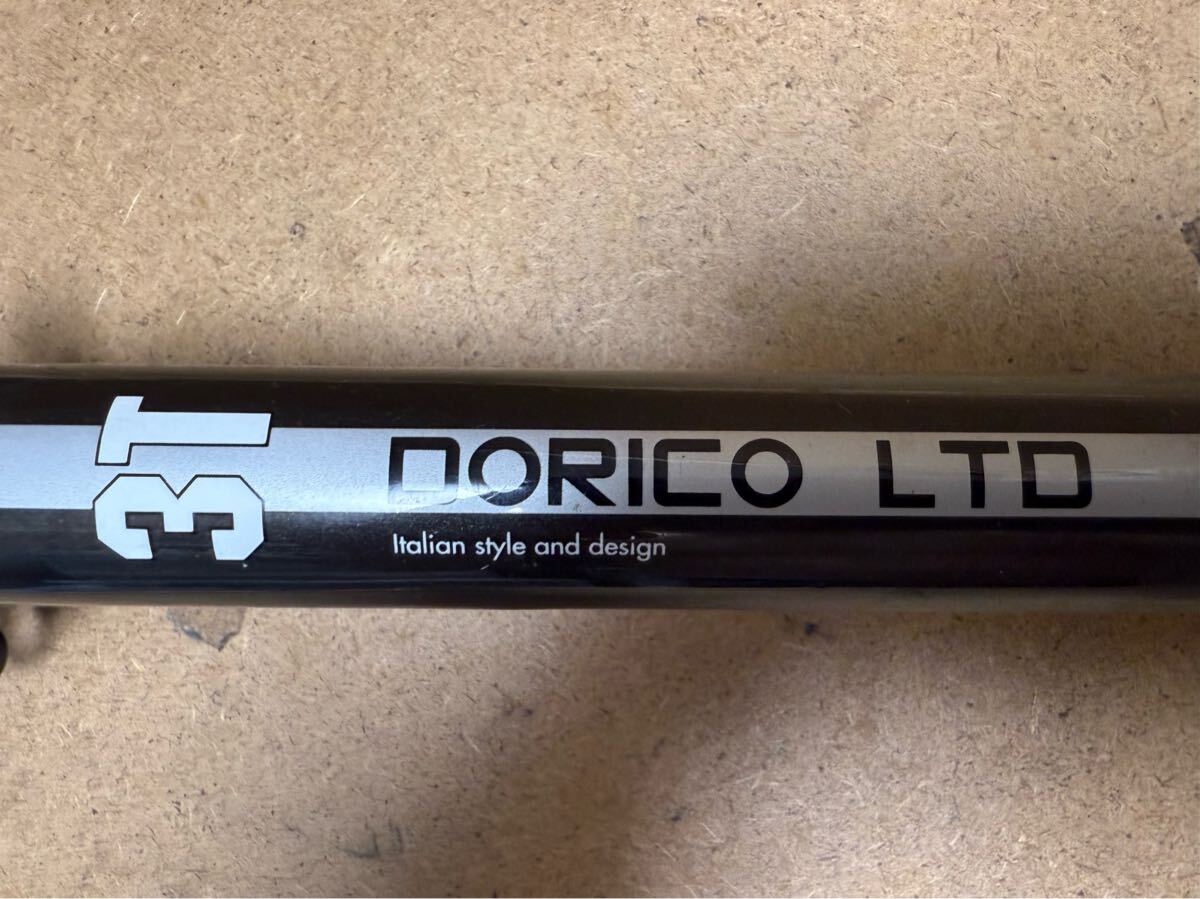 3T
DORICO LTD
Italian style and design